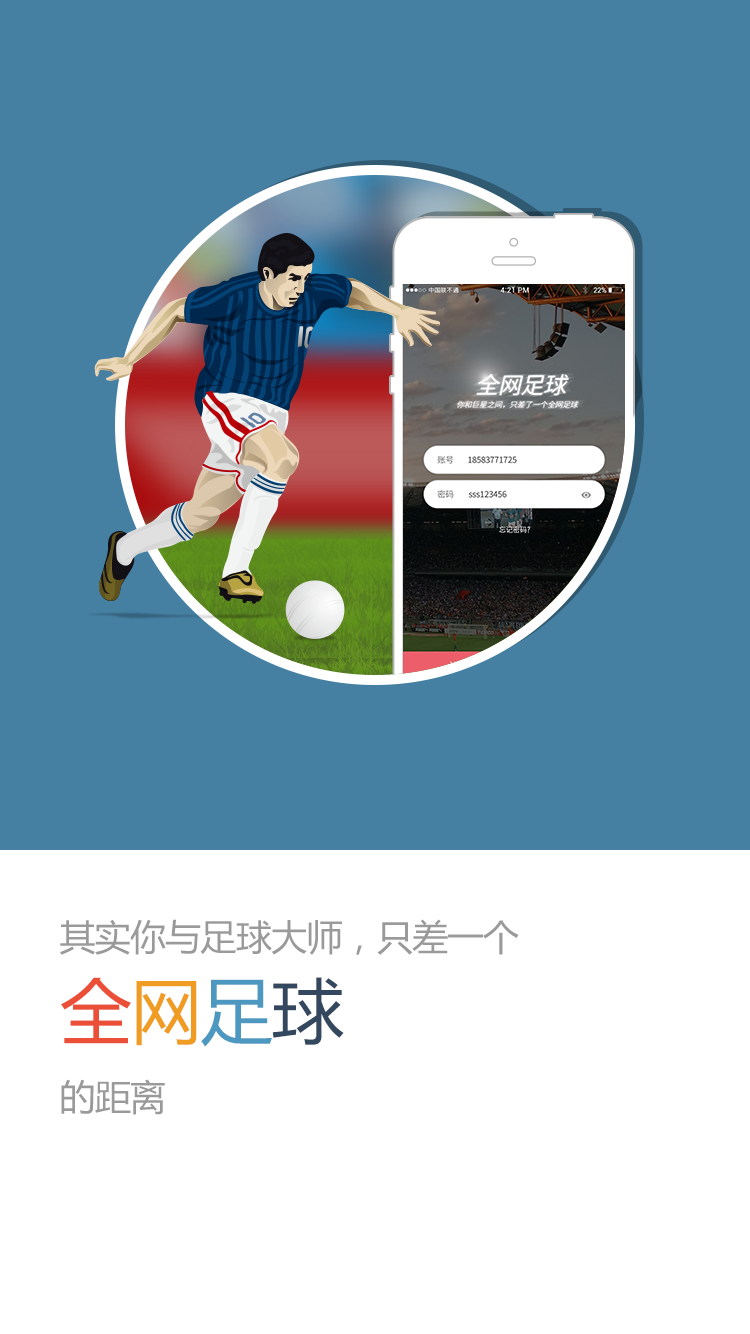 10
中国联不通 4:21 PM 22%
全网足球
你和巨星之间，只差了一个全网足球
账号 18583771725
密码 sss123456
忘记密码？
10
其实你与足球大师，只差一个
全网足球
的距离